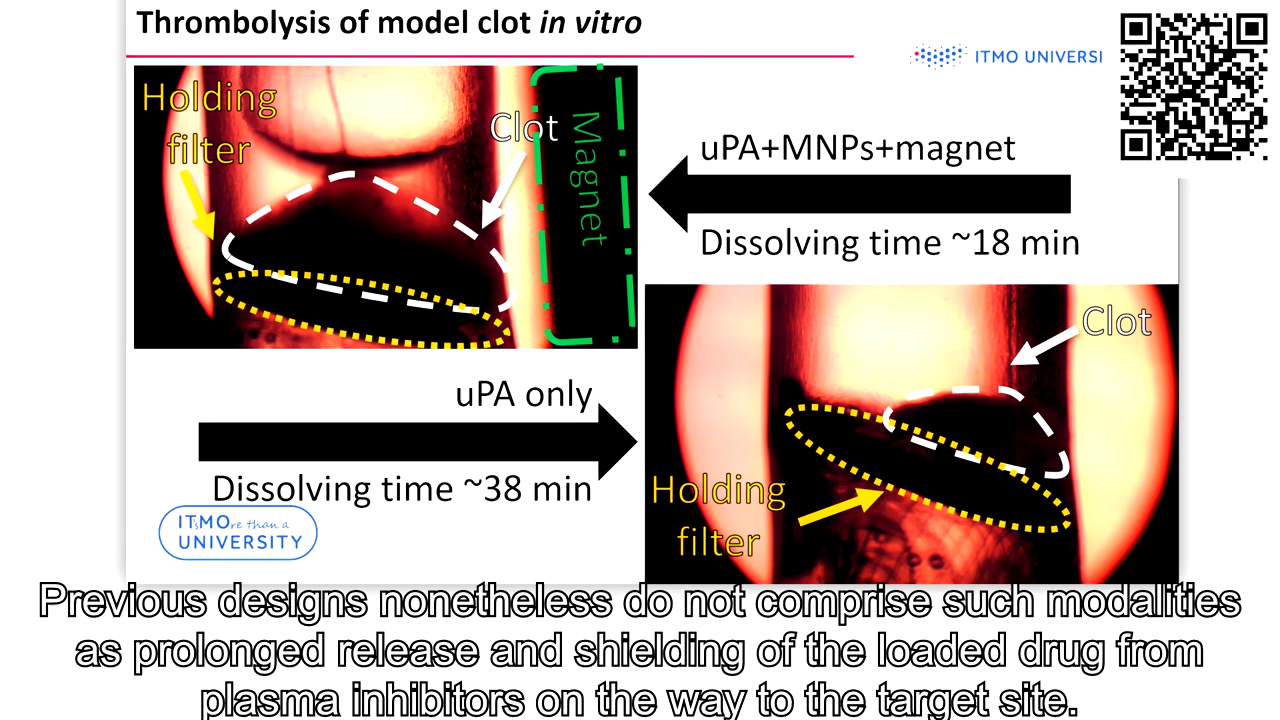 Thrombolysis of model clot in vitro
ITMO UNIVERSI
Holding
filter
Clot
Magnet
uPA+MNPs+magnet
Dissolving time ~18 min
uPA only
Dissolving time ~38 min
Clot
Holding
filter
IT'sMOre than a
UNIVERSITY
Previous designs nonetheless do not comprise such modalities
as prolonged release and shielding of the loaded drug from
plasma inhibitors on the way to the target site.